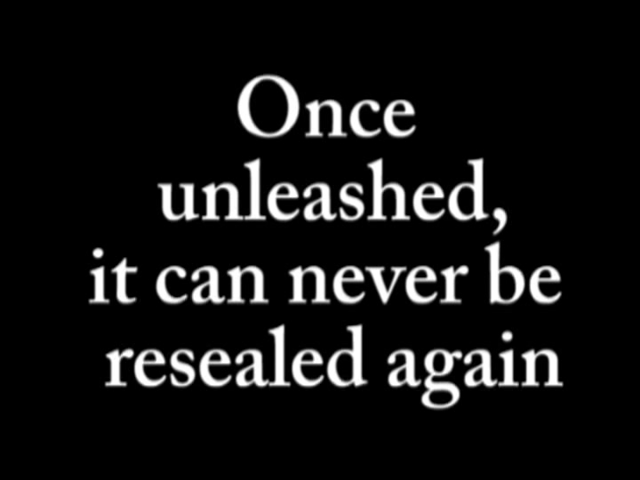 Once
unleashed,
it can never be
resealed again